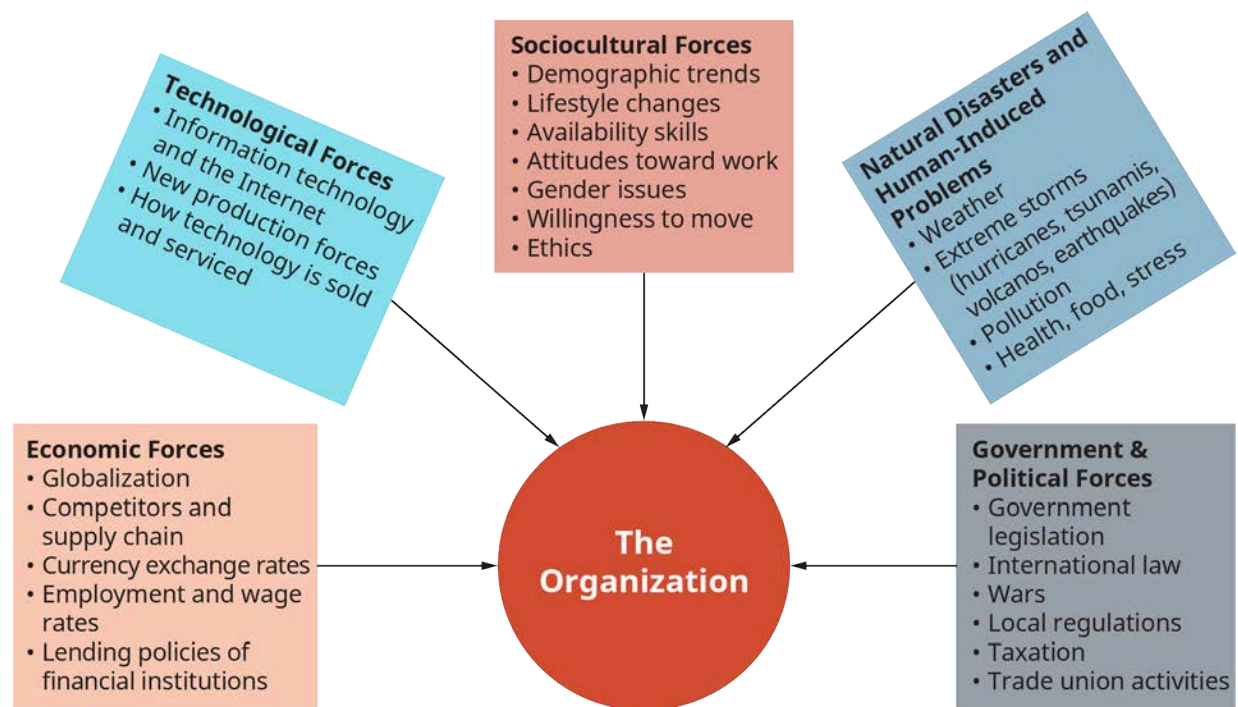 Technological Forces
• Information technology
and the Internet
• New production forces
• How technology is sold
and serviced
Sociocultural Forces
• Demographic trends
• Lifestyle changes
• Availability skills
• Attitudes toward work
• Gender issues
• Willingness to move
• Ethics
Natural Disasters and
Human-Induced
Problems
• Weather
• Extreme storms
(hurricanes, tsunamis,
volcanos, earthquakes)
• Pollution
• Health, food, stress
Economic Forces
• Globalization
• Competitors and
supply chain
• Currency exchange rates
• Employment and wage
rates
• Lending policies of
financial institutions
The
Organization
Government &
Political Forces
• Government
legislation
• International law
• Wars
• Local regulations
• Taxation
• Trade union activities